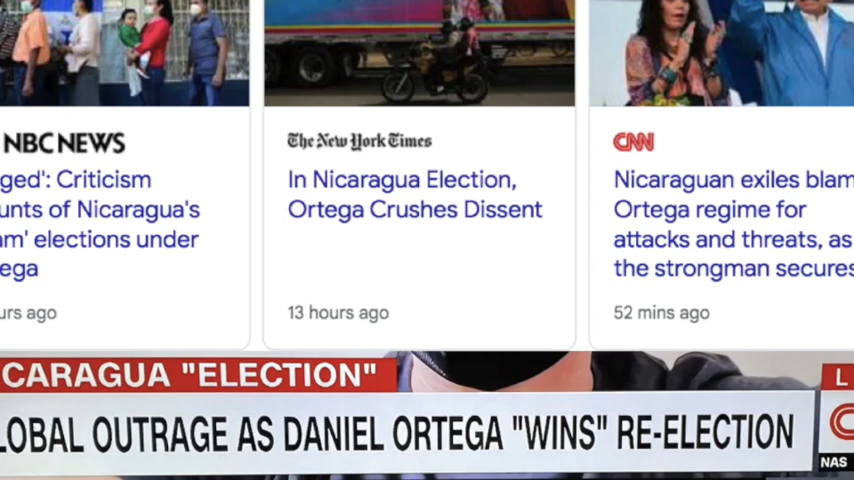 NBC NEWS
ged': Criticism
unts of Nicaragua's
am' elections under
ega
urs ago
The New York Times
In Nicaragua Election,
Ortega Crushes Dissent
13 hours ago
CNN
Nicaraguan exiles blam
Ortega regime for
attacks and threats, as
the strongman secures
52 mins ago
CARAGUA "ELECTION"
LOBAL OUTRAGE AS DANIEL ORTEGA "WINS" RE-ELECTION
L
NAS